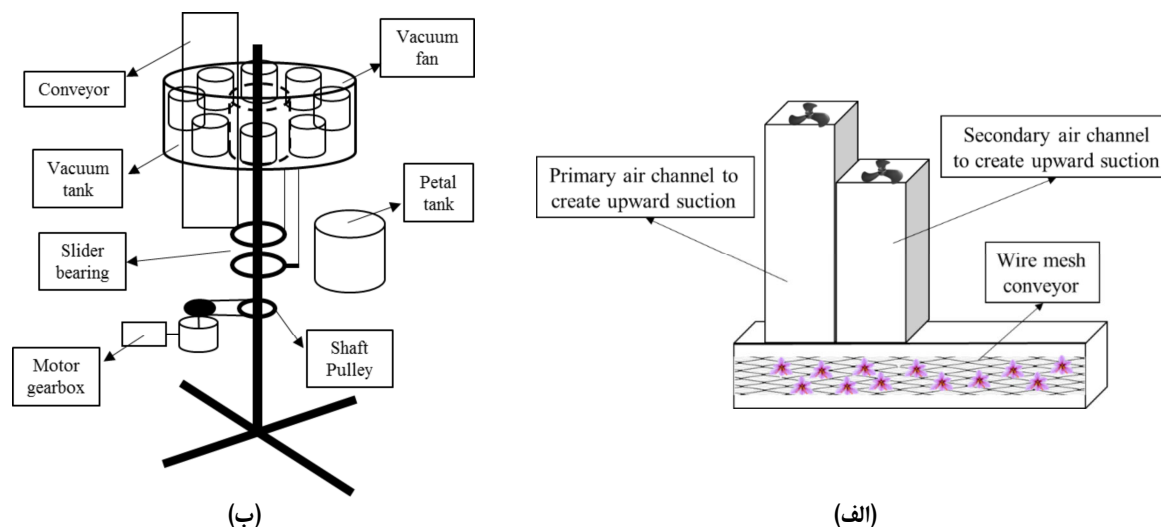 Vacuum
fan
Conveyor
Vacuum
tank
Petal
tank
Slider
bearing
Motor
gearbox
Shaft
Pulley
(ب)
Primary air channel to
create upward suction
Secondary air channel
to create upward suction
Wire mesh
conveyor
(الف)